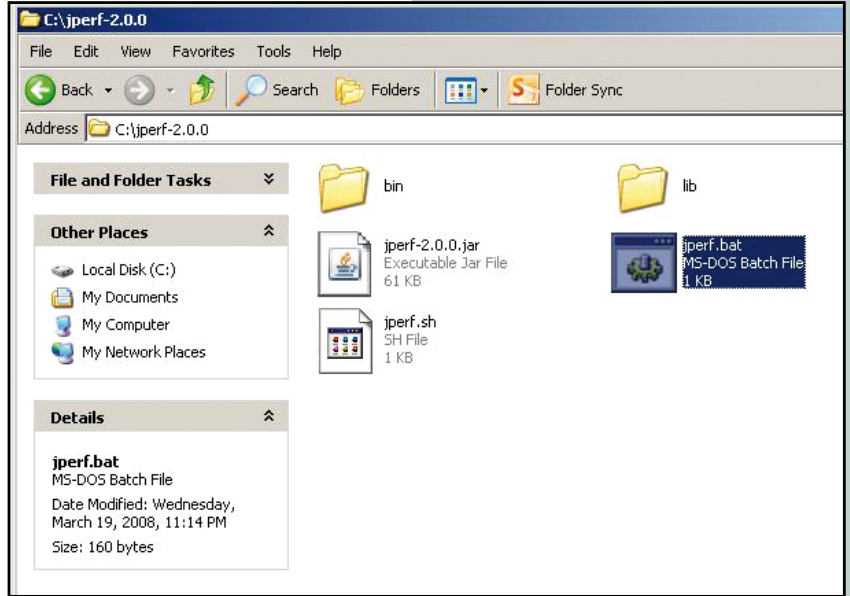 C:\jperf-2.0.0
File Edit View Favorites Tools Help
Back Search Folders Folder Sync
Address C:\jperf-2.0.0
File and Folder Tasks
Other Places
Local Disk (C:)
My Documents
My Computer
My Network Places
Details
jperf.bat
MS-DOS Batch File
Date Modified: Wednesday,
March 19, 2008, 11:14 PM
Size: 160 bytes
bin
lib
jperf-2.0.0.jar
Executable Jar File
61 KB
jperf.bat
MS-DOS Batch File
1 KB
jperf.sh
SH File
1 KB